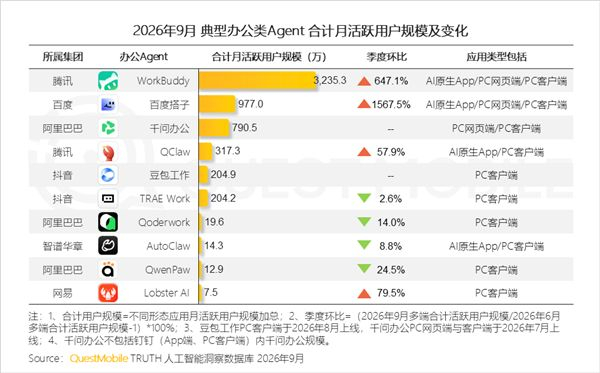 2026年9月 典型办公类Agent 合计月活跃用户规模及变化
所属集团 办公Agent 合计月活跃用户规模(万) 季度环比 应用类型包括
腾讯 WorkBuddy 3,235.3 647.1% AI原生App/PC网页端/PC客户端
百度 百度搭子 977.0 1567.5% AI原生App/PC网页端/PC客户端
阿里巴巴 千问办公 790.5 -- PC网页端/PC客户端
腾讯 QClaw 317.3 57.9% AI原生App/PC客户端
抖音 豆包工作 204.9 -- PC客户端
抖音 TRAE Work 204.2 2.6% PC客户端
阿里巴巴 Qoderwork 19.6 14.0% PC客户端
智谱华章 AutoClaw 14.3 8.8% AI原生App/PC客户端
阿里巴巴 QwenPaw 12.9 24.5% PC客户端
网易 Lobster AI 7.5 79.5% PC客户端
注:1、合计用户规模=不同形态应用月活跃用户规模加总;2、季度环比=(2026年9月多端合计活跃用户规模/2026年6月
多端合计活跃用户规模-1)*100%;3、豆包工作PC客户端于2026年8月上线,千问办公PC网页端与客户端于2026年7月上
线;4、千问办公不包括钉钉(App端、PC客户端)内千问办公规模。
Source:QuestMobile TRUTH 人工智能洞察数据库 2026年9月
QUESTMOBILE